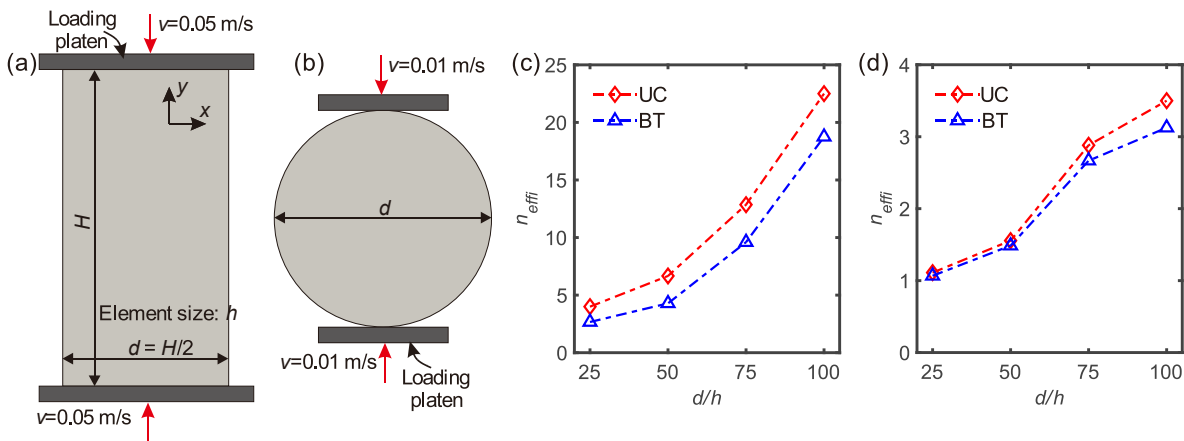 (a)
Loading
platen
v=0.05 m/s
y
x
H
Element size: h
d = H/2
v=0.05 m/s
(b)
v=0.01 m/s
d
v=0.01 m/s
Loading
platen
(c)
25
20
15
10
5
0
n_effi
UC
BT
25 50 75 100
d/h
(d)
4
3
2
1
0
n_effi
UC
BT
25 50 75 100
d/h